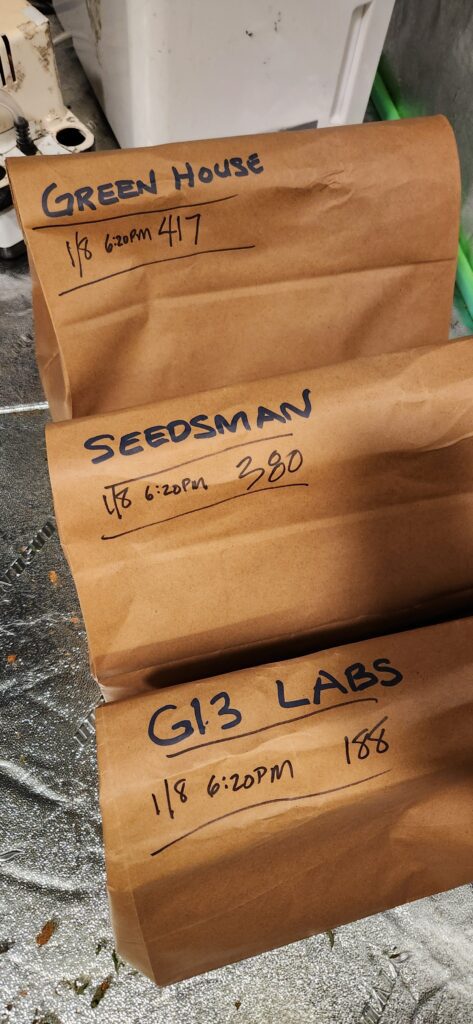 GREEN HOUSE
1/8 6:20PM 417
SEEDSMAN
1/8 6:20PM 380
G13 LABS
1/8 6:20PM 188